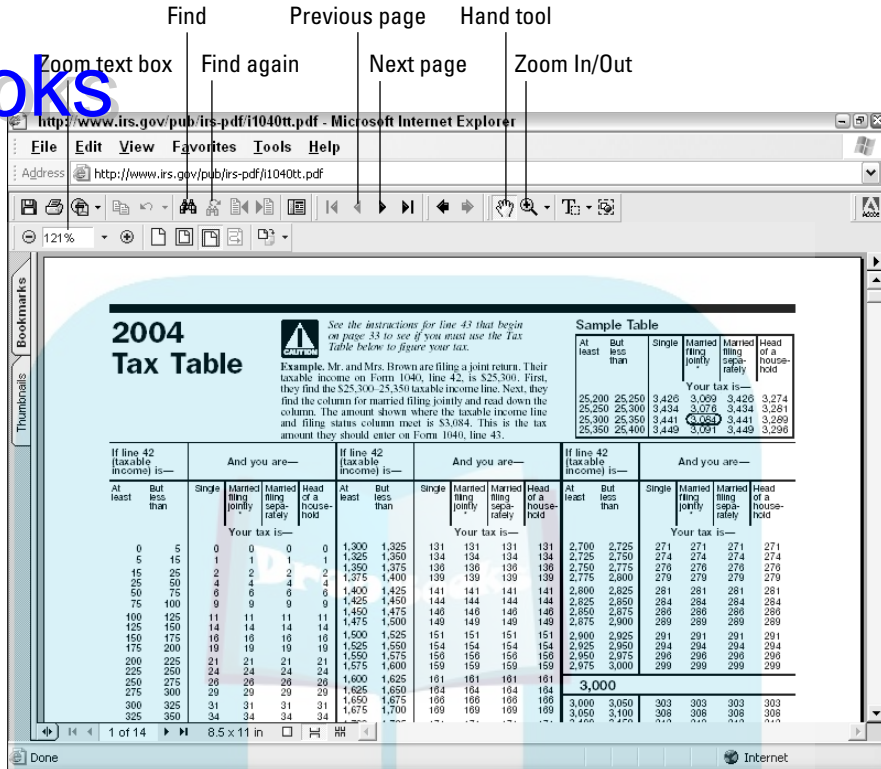 Find Previous page Hand tool
Zoom text box Find again Next page Zoom In/Out
oks
http://www.irs.gov/pub/irs-pdf/i1040tt.pdf - Microsoft Internet Explorer
File Edit View Favorites Tools Help
Address http://www.irs.gov/pub/irs-pdf/i1040tt.pdf
Adobe
121%
Bookmarks
Thumbnails
2004
Tax Table
CAUTION
See the instructions for line 43 that begin
on page 33 to see if you must use the Tax
Table below to figure your tax.
Example. Mr. and Mrs. Brown are filing a joint return. Their
taxable income on Form 1040, line 42, is $25,300. First,
they find the $25,300–25,350 taxable income line. Next, they
find the column for married filing jointly and read down the
column. The amount shown where the taxable income line
and filing status column meet is $3,084. This is the tax
amount they should enter on Form 1040, line 43.
Sample Table
At least But less than Single Married filing jointly * Married filing sepa- rately Head of a house- hold
Your tax is—
25,200 25,250 3,426 3,069 3,426 3,274
25,250 25,300 3,434 3,076 3,434 3,281
25,300 25,350 3,441 3,084 3,441 3,289
25,350 25,400 3,449 3,091 3,449 3,296
If line 42 (taxable income) is— And you are—
At least But less than Single Married filing jointly * Married filing sepa- rately Head of a house- hold
Your tax is—
0 5 0 0 0 0
5 15 1 1 1 1
15 25 2 2 2 2
25 50 4 4 4 4
50 75 6 6 6 6
75 100 9 9 9 9
100 125 11 11 11 11
125 150 14 14 14 14
150 175 16 16 16 16
175 200 19 19 19 19
200 225 21 21 21 21
225 250 24 24 24 24
250 275 26 26 26 26
275 300 29 29 29 29
300 325 31 31 31 31
325 350 34 34 34 34
If line 42 (taxable income) is— And you are—
At least But less than Single Married filing jointly * Married filing sepa- rately Head of a house- hold
Your tax is—
1,300 1,325 131 131 131 131
1,325 1,350 134 134 134 134
1,350 1,375 136 136 136 136
1,375 1,400 139 139 139 139
1,400 1,425 141 141 141 141
1,425 1,450 144 144 144 144
1,450 1,475 146 146 146 146
1,475 1,500 149 149 149 149
1,500 1,525 151 151 151 151
1,525 1,550 154 154 154 154
1,550 1,575 156 156 156 156
1,575 1,600 159 159 159 159
1,600 1,625 161 161 161 161
1,625 1,650 164 164 164 164
1,650 1,675 166 166 166 166
1,675 1,700 169 169 169 169
If line 42 (taxable income) is— And you are—
At least But less than Single Married filing jointly * Married filing sepa- rately Head of a house- hold
Your tax is—
2,700 2,725 271 271 271 271
2,725 2,750 274 274 274 274
2,750 2,775 276 276 276 276
2,775 2,800 279 279 279 279
2,800 2,825 281 281 281 281
2,825 2,850 284 284 284 284
2,850 2,875 286 286 286 286
2,875 2,900 289 289 289 289
2,900 2,925 291 291 291 291
2,925 2,950 294 294 294 294
2,950 2,975 296 296 296 296
2,975 3,000 299 299 299 299
3,000
3,000 3,050 303 303 303 303
3,050 3,100 308 308 308 308
1 of 14 8.5 x 11 in
Done Internet